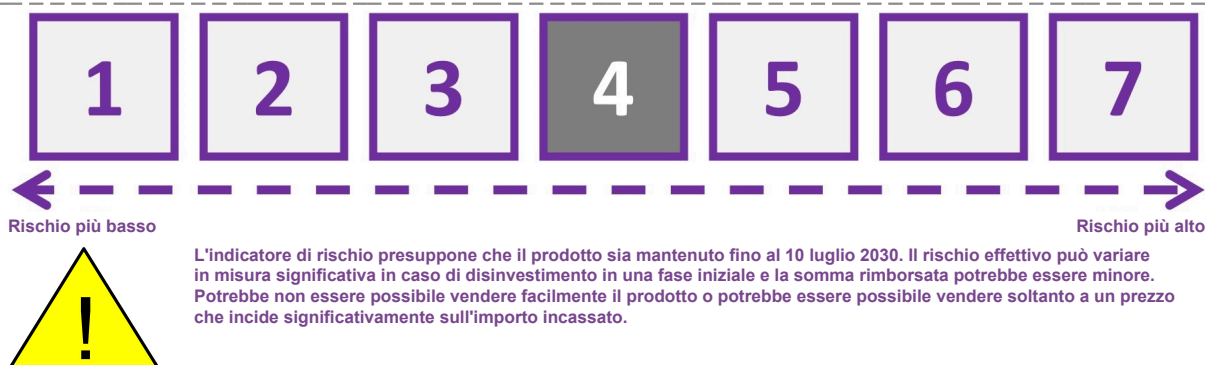 1 2 3 4 5 6 7
Rischio più basso Rischio più alto
L'indicatore di rischio presuppone che il prodotto sia mantenuto fino al 10 luglio 2030. Il rischio effettivo può variare
in misura significativa in caso di disinvestimento in una fase iniziale e la somma rimborsata potrebbe essere minore.
Potrebbe non essere possibile vendere facilmente il prodotto o potrebbe essere possibile vendere soltanto a un prezzo
che incide significativamente sull'importo incassato.
!